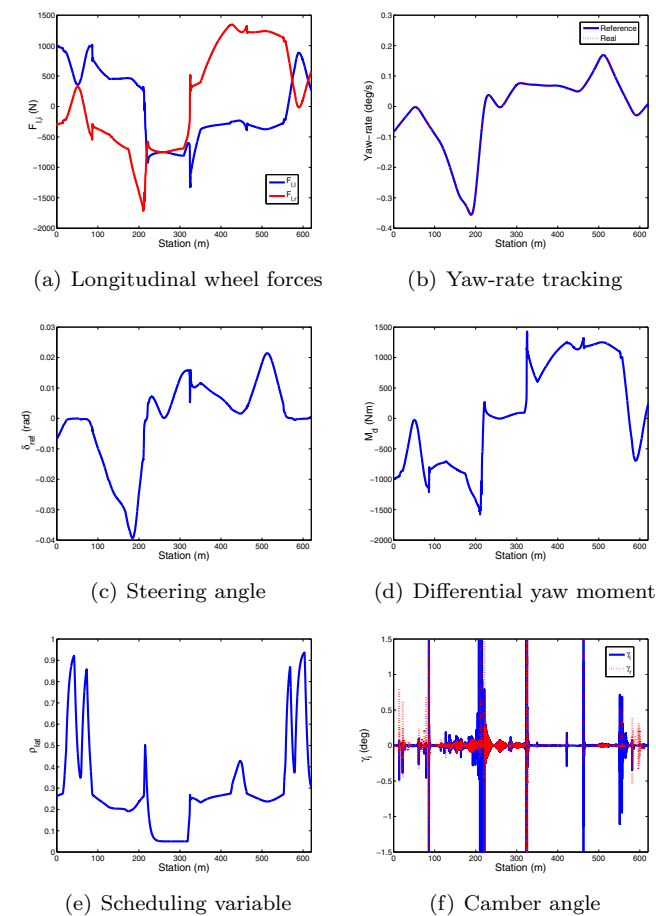 1500
1000
500
0
−500
−1000
−1500
−2000
0 100 200 300 400 500 600
Station (m)
F_{l,i} (N)
F_{l,l}
F_{l,r}
(a) Longitudinal wheel forces
0.2
0.1
0
−0.1
−0.2
−0.3
−0.4
0 100 200 300 400 500 600
Station (m)
Yaw−rate (deg/s)
Reference
Real
(b) Yaw-rate tracking
0.03
0.02
0.01
0
−0.01
−0.02
−0.03
−0.04
0 100 200 300 400 500 600
Station (m)
δ_{ref} (rad)
(c) Steering angle
1500
1000
500
0
−500
−1000
−1500
−2000
0 100 200 300 400 500 600
Station (m)
M_d (Nm)
(d) Differential yaw moment
1
0.9
0.8
0.7
0.6
0.5
0.4
0.3
0.2
0.1
0
0 100 200 300 400 500 600
Station (m)
ρ_{lat}
(e) Scheduling variable
1.5
1
0.5
0
−0.5
−1
−1.5
0 100 200 300 400 500 600
Station (m)
γ_i (deg)
γ_l
γ_r
(f) Camber angle